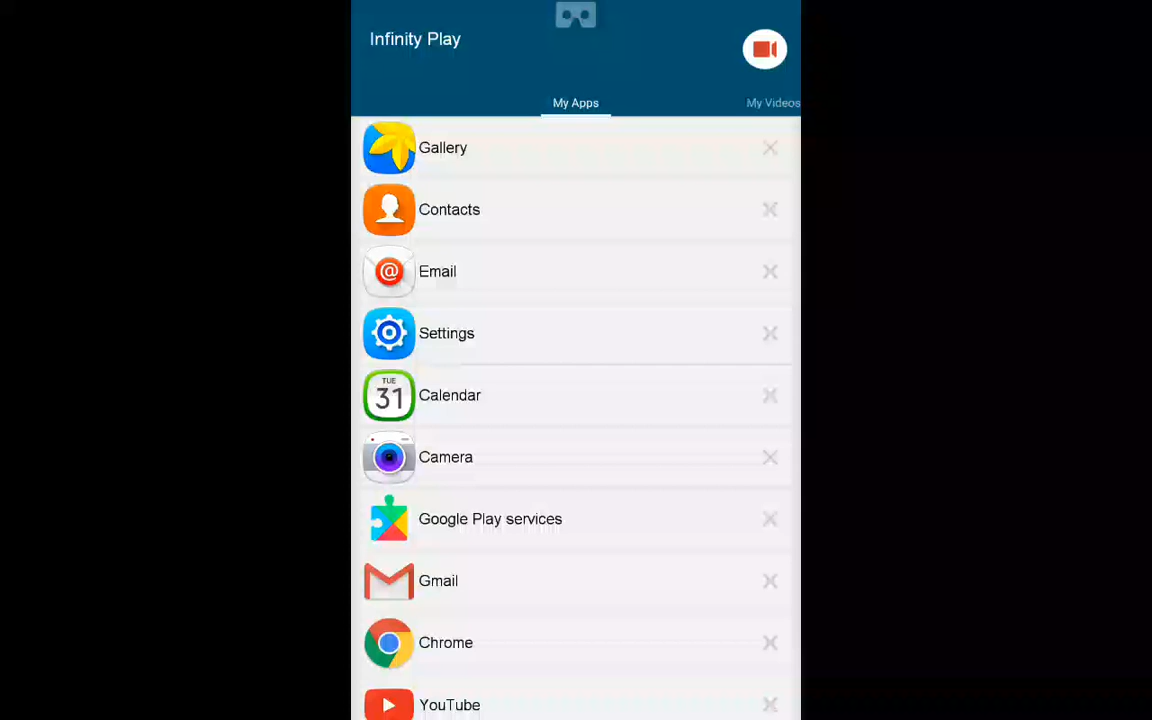 Infinity Play
My Apps
My Videos
Gallery
Contacts
@
Email
Settings
TUE
31
Calendar
Camera
Google Play services
Gmail
Chrome
YouTube